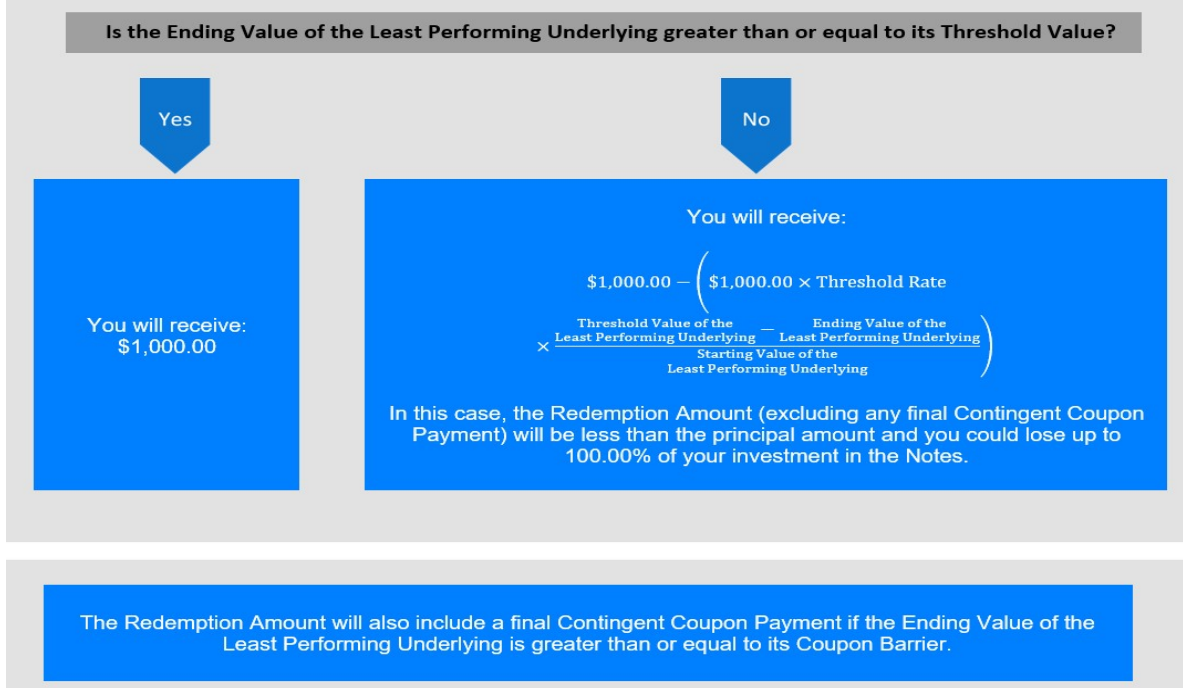 Is the Ending Value of the Least Performing Underlying greater than or equal to its Threshold Value?
Yes
No
You will receive:
$1,000.00
You will receive:
$1,000.00 − ( $1,000.00 × Threshold Rate
× Threshold Value of the Least Performing Underlying − Ending Value of the Least Performing Underlying
Starting Value of the
Least Performing Underlying )
In this case, the Redemption Amount (excluding any final Contingent Coupon
Payment) will be less than the principal amount and you could lose up to
100.00% of your investment in the Notes.
The Redemption Amount will also include a final Contingent Coupon Payment if the Ending Value of the
Least Performing Underlying is greater than or equal to its Coupon Barrier.